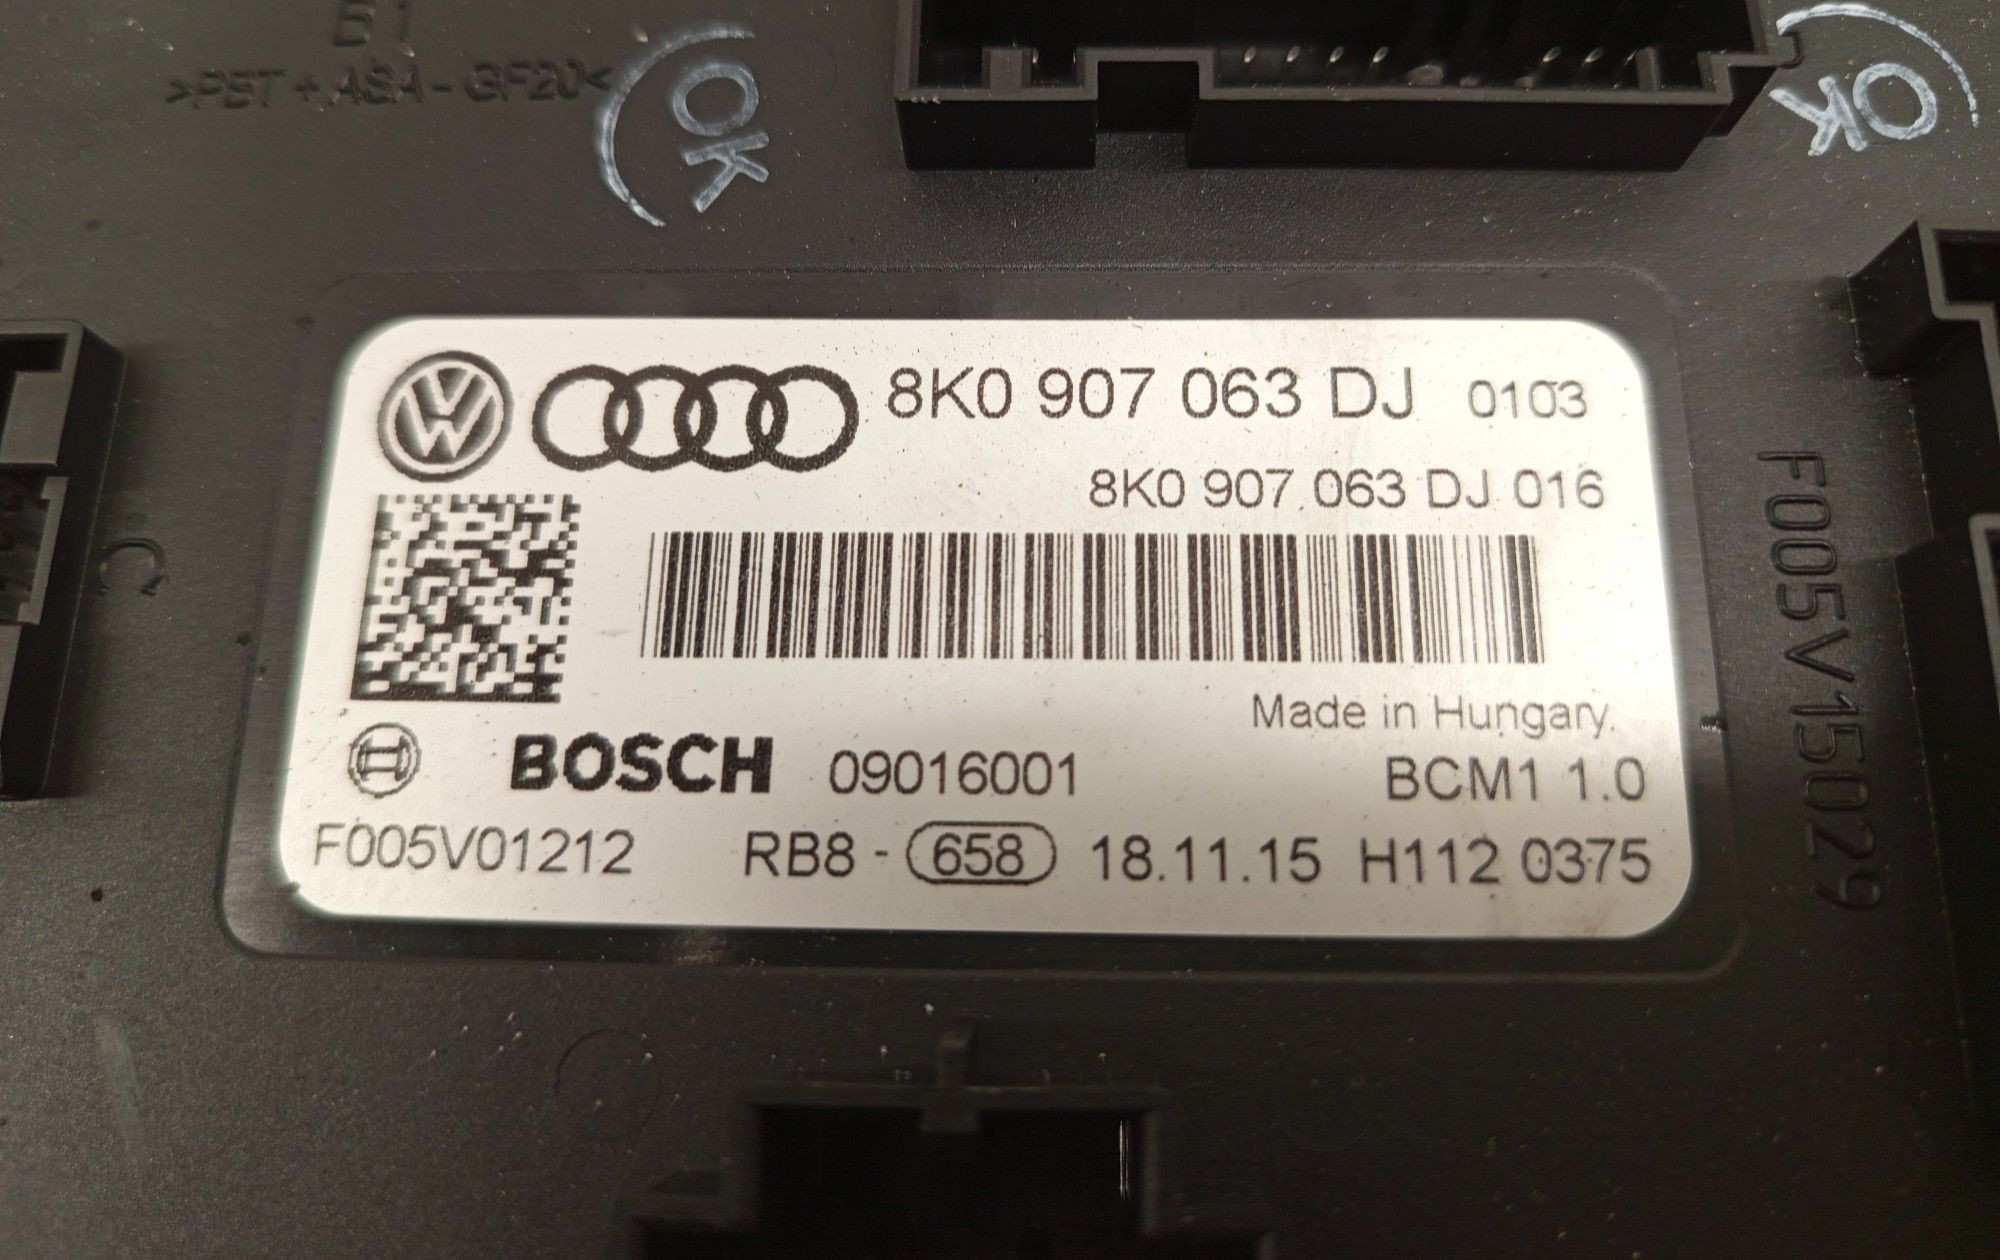 B1
>PET + ASA - GF20<
OK
OK
8K0 907 063 DJ 0103
8K0 907 063 DJ 016
C
Made in Hungary
BOSCH 09016001 BCM1 1.0
F005V01212 RB8 - 658 18.11.15 H112 0375
F005V15029